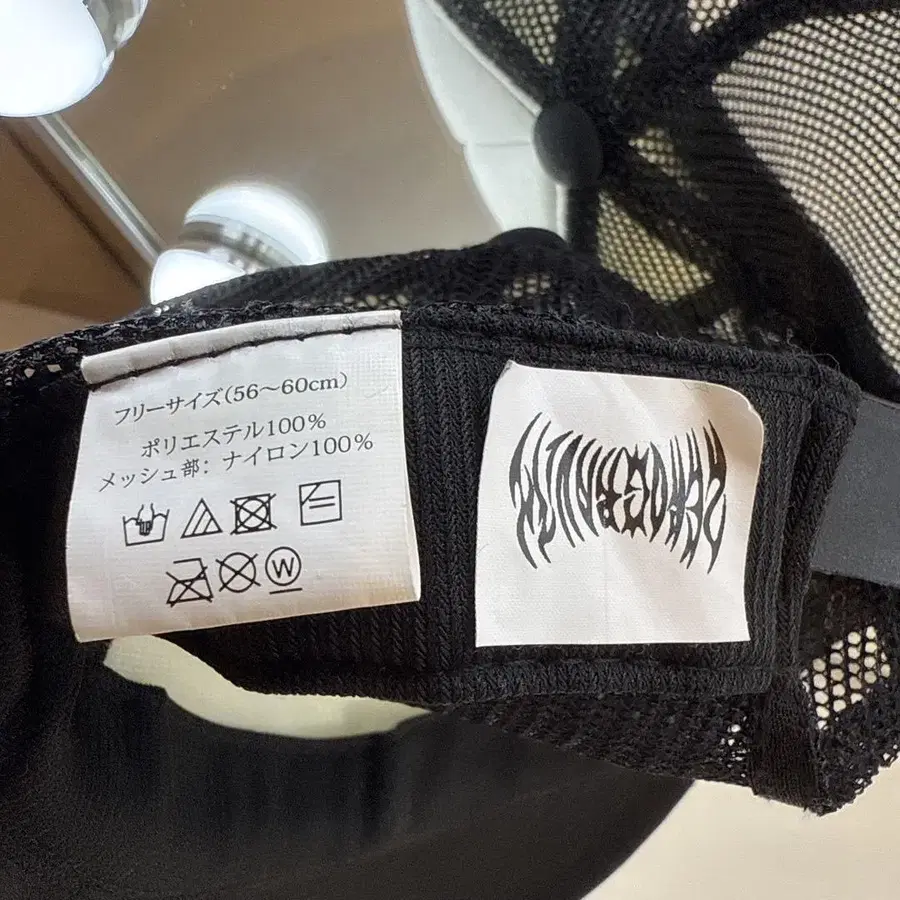 フリーサイズ(56～60cm)
ポリエステル100%
メッシュ部: ナイロン100%
W